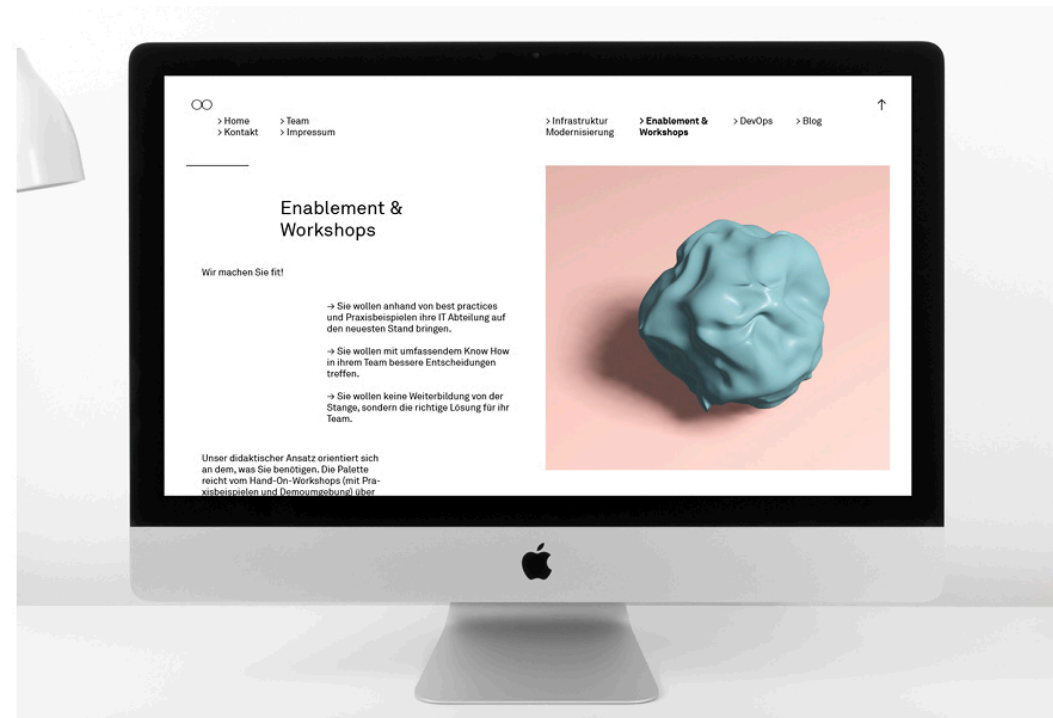 > Home
> Kontakt
> Team
> Impressum
> Infrastruktur
Modernisierung
> Enablement &
Workshops
> DevOps
> Blog
↑
Enablement &
Workshops
Wir machen Sie fit!
→ Sie wollen anhand von best practices
und Praxisbeispielen ihre IT Abteilung auf
den neuesten Stand bringen.
→ Sie wollen mit umfassendem Know How
in ihrem Team bessere Entscheidungen
treffen.
→ Sie wollen keine Weiterbildung von der
Stange, sondern die richtige Lösung für ihr
Team.
Unser didaktischer Ansatz orientiert sich
an dem, was Sie benötigen. Die Palette
reicht vom Hand-On-Workshops (mit Pra-
xisbeispielen und Demoumgebung) über